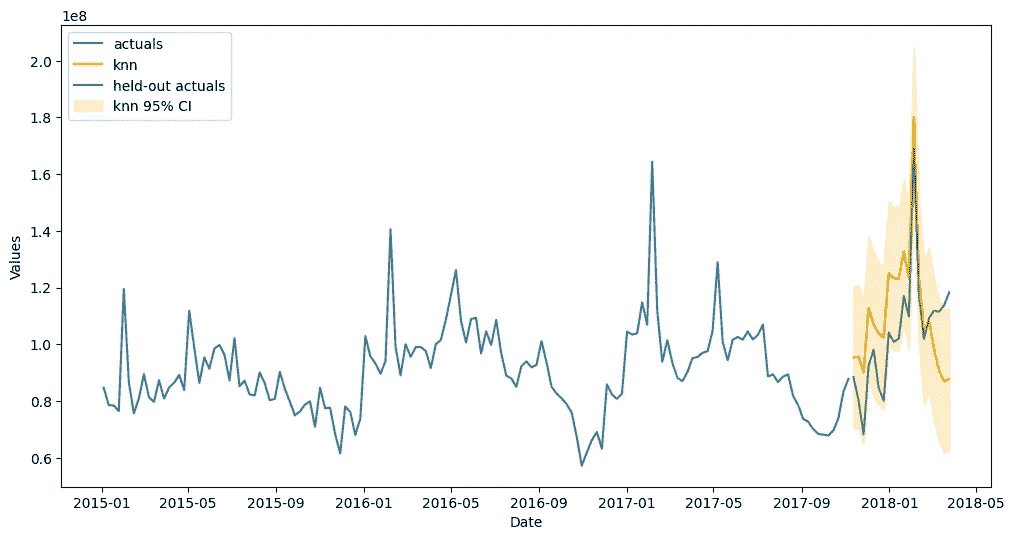 1e8
actuals
knn
held-out actuals
knn 95% CI
2.0
1.8
1.6
1.4
1.2
1.0
0.8
0.6
Values
2015-01 2015-05 2015-09 2016-01 2016-05 2016-09 2017-01 2017-05 2017-09 2018-01 2018-05
Date